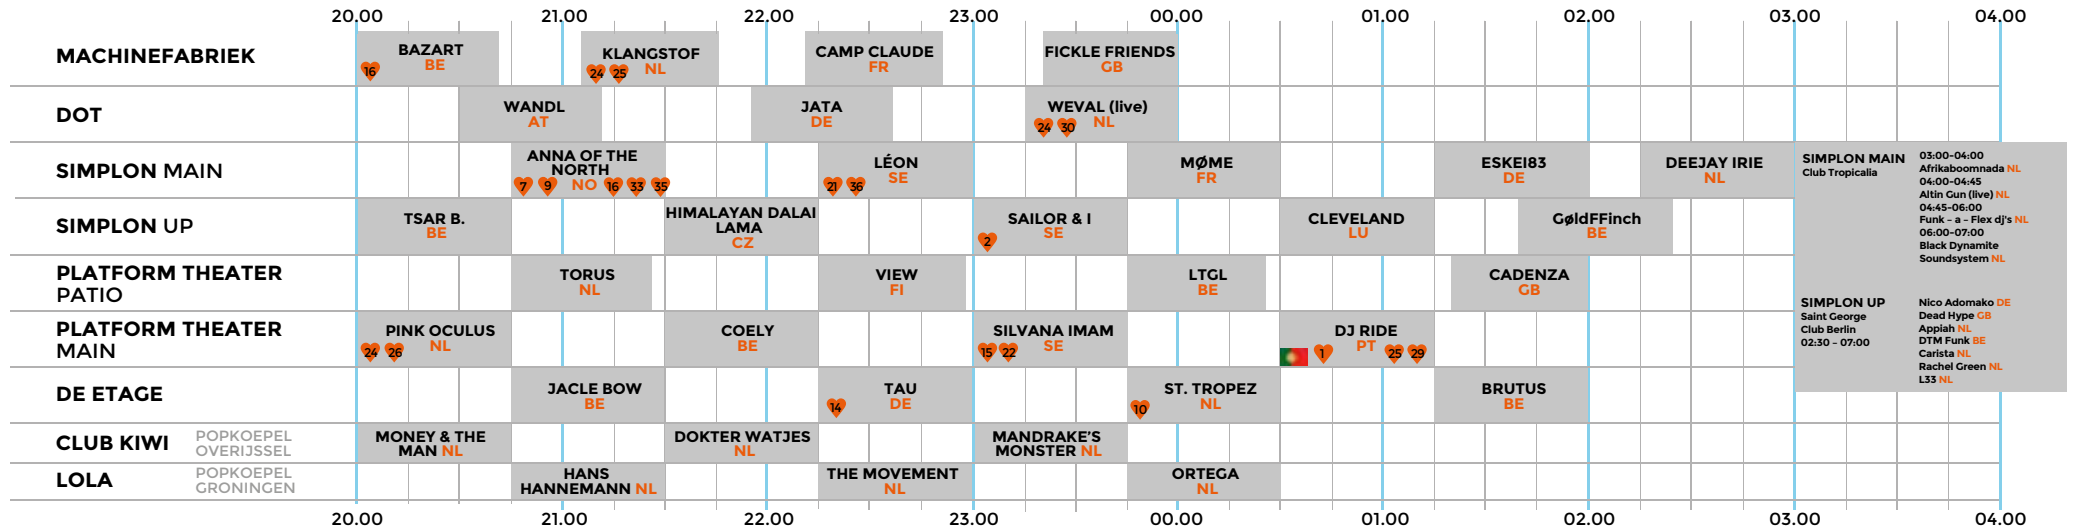 20.00 21.00 22.00 23.00 00.00 01.00 02.00 03.00 04.00
MACHINEFABRIEK
BAZART
BE
16
KLANGSTOF
24 25 NL
CAMP CLAUDE
FR
FICKLE FRIENDS
GB
DOT
WANDL
AT
JATA
DE
WEVAL (live)
24 30 NL
SIMPLON MAIN
ANNA OF THE
NORTH
7 9 NO 16 33 35
LÉON
SE
21 36
MØME
FR
ESKEI83
DE
DEEJAY IRIE
NL
SIMPLON UP
TSAR B.
BE
HIMALAYAN DALAI
LAMA
CZ
SAILOR & I
SE
2
CLEVELAND
LU
GøldFFinch
BE
SIMPLON MAIN
Club Tropicalia
03:00-04:00
Afrikaboomnada NL
04:00-04:45
Altin Gun (live) NL
04:45-06:00
Funk - a - Flex dj's NL
06:00-07:00
Black Dynamite
Soundsystem NL
SIMPLON UP
Saint George
Club Berlin
02:30 - 07:00
Nico Adomako DE
Dead Hype GB
Appiah NL
DTM Funk BE
Carista NL
Rachel Green NL
L33 NL
PLATFORM THEATER
PATIO
TORUS
NL
VIEW
FI
LTGL
BE
CADENZA
GB
PLATFORM THEATER
MAIN
PINK OCULUS
NL
24 26
COELY
BE
SILVANA IMAM
SE
15 22
DJ RIDE
1 PT 25 29
DE ETAGE
JACLE BOW
BE
TAU
DE
14
ST. TROPEZ
NL
10
BRUTUS
BE
CLUB KIWI
POPKOEPEL
OVERIJSSEL
MONEY & THE
MAN NL
DOKTER WATJES
NL
MANDRAKE'S
MONSTER NL
LOLA
POPKOEPEL
GRONINGEN
HANS
HANNEMANN NL
THE MOVEMENT
NL
ORTEGA
NL
20.00 21.00 22.00 23.00 00.00 01.00 02.00 03.00 04.00